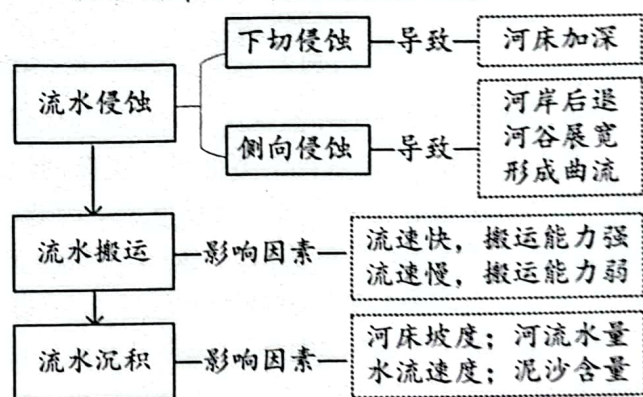 下切侵蚀
导致
河床加深
流水侵蚀
侧向侵蚀
导致
河岸后退
河谷展宽
形成曲流
流水搬运
影响因素
流速快，搬运能力强
流速慢，搬运能力弱
流水沉积
影响因素
河床坡度；河流水量
水流速度；泥沙含量